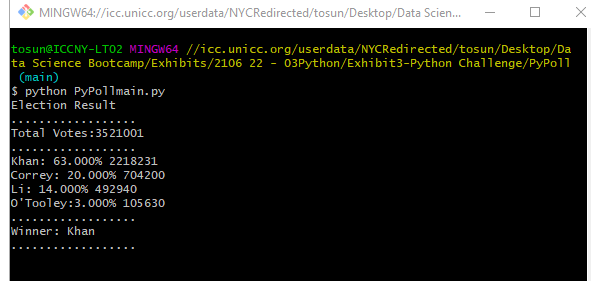 MINGW64://icc.unicc.org/userdata/NYCRedirected/tosun/Desktop/Data Scien...
tosun@ICCNY-LT02 MINGW64 //icc.unicc.org/userdata/NYCRedirected/tosun/Desktop/Da
ta Science Bootcamp/Exhibits/2106 22 - 03Python/Exhibit3-Python Challenge/PyPoll
(main)
$ python PyPollmain.py
Election Result
..................
Total Votes:3521001
..................
Khan: 63.000% 2218231
Correy: 20.000% 704200
Li: 14.000% 492940
O'Tooley:3.000% 105630
..................
Winner: Khan
..................